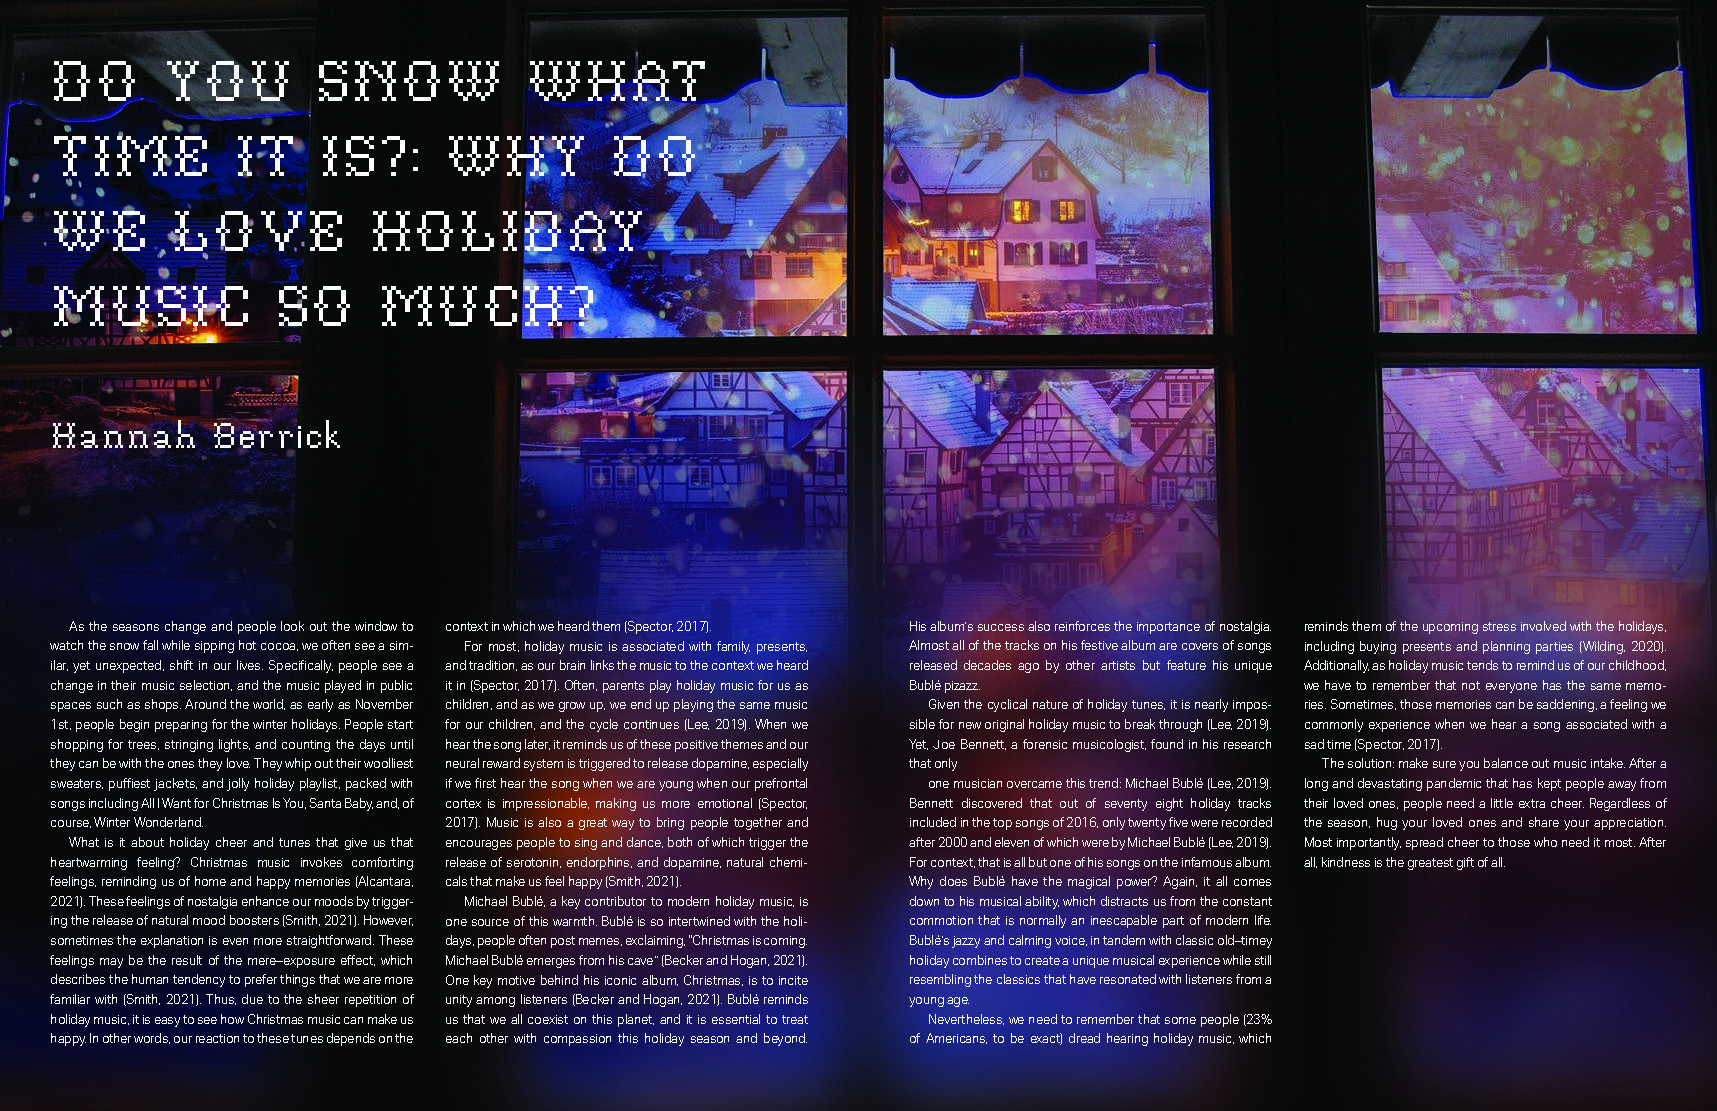 DO YOU SNOW WHAT
TIME IT IS?: WHY DO
WE LOVE HOLIDAY
MUSIC SO MUCH?
Hannah Berrick
As the seasons change and people look out the window to
watch the snow fall while sipping hot cocoa, we often see a sim-
ilar, yet unexpected, shift in our lives. Specifically, people see a
change in their music selection, and the music played in public
spaces such as shops. Around the world, as early as November
1st, people begin preparing for the winter holidays. People start
shopping for trees, stringing lights, and counting the days until
they can be with the ones they love. They whip out their woolliest
sweaters, puffiest jackets, and jolly holiday playlist, packed with
songs including All I Want for Christmas Is You, Santa Baby, and, of
course, Winter Wonderland.
What is it about holiday cheer and tunes that give us that
heartwarming feeling? Christmas music invokes comforting
feelings, reminding us of home and happy memories (Alcantara,
2021). These feelings of nostalgia enhance our moods by trigger-
ing the release of natural mood boosters (Smith, 2021). However,
sometimes the explanation is even more straightforward. These
feelings may be the result of the mere–exposure effect, which
describes the human tendency to prefer things that we are more
familiar with (Smith, 2021). Thus, due to the sheer repetition of
holiday music, it is easy to see how Christmas music can make us
happy. In other words, our reaction to these tunes depends on the
context in which we heard them (Spector, 2017).
For most, holiday music is associated with family, presents,
and tradition, as our brain links the music to the context we heard
it in (Spector, 2017). Often, parents play holiday music for us as
children, and as we grow up, we end up playing the same music
for our children, and the cycle continues (Lee, 2019). When we
hear the song later, it reminds us of these positive themes and our
neural reward system is triggered to release dopamine, especially
if we first hear the song when we are young when our prefrontal
cortex is impressionable, making us more emotional (Spector,
2017). Music is also a great way to bring people together and
encourages people to sing and dance, both of which trigger the
release of serotonin, endorphins, and dopamine, natural chemi-
cals that make us feel happy (Smith, 2021).
Michael Bublé, a key contributor to modern holiday music, is
one source of this warmth. Bublé is so intertwined with the holi-
days, people often post memes, exclaiming, "Christmas is coming.
Michael Bublé emerges from his cave" (Becker and Hogan, 2021).
One key motive behind his iconic album, Christmas, is to incite
unity among listeners (Becker and Hogan, 2021). Bublé reminds
us that we all coexist on this planet, and it is essential to treat
each other with compassion this holiday season and beyond.
His album's success also reinforces the importance of nostalgia.
Almost all of the tracks on his festive album are covers of songs
released decades ago by other artists but feature his unique
Bublé pizazz.
Given the cyclical nature of holiday tunes, it is nearly impos-
sible for new original holiday music to break through (Lee, 2019).
Yet, Joe Bennett, a forensic musicologist, found in his research
that only
one musician overcame this trend: Michael Bublé (Lee, 2019).
Bennett discovered that out of seventy eight holiday tracks
included in the top songs of 2016, only twenty five were recorded
after 2000 and eleven of which were by Michael Bublé (Lee, 2019).
For context, that is all but one of his songs on the infamous album.
Why does Bublé have the magical power? Again, it all comes
down to his musical ability, which distracts us from the constant
commotion that is normally an inescapable part of modern life.
Bublé's jazzy and calming voice, in tandem with classic old–timey
holiday combines to create a unique musical experience while still
resembling the classics that have resonated with listeners from a
young age.
Nevertheless, we need to remember that some people (23%
of Americans, to be exact) dread hearing holiday music, which
reminds them of the upcoming stress involved with the holidays,
including buying presents and planning parties (Wilding, 2020).
Additionally, as holiday music tends to remind us of our childhood,
we have to remember that not everyone has the same memo-
ries. Sometimes, those memories can be saddening, a feeling we
commonly experience when we hear a song associated with a
sad time (Spector, 2017).
The solution: make sure you balance out music intake. After a
long and devastating pandemic that has kept people away from
their loved ones, people need a little extra cheer. Regardless of
the season, hug your loved ones and share your appreciation.
Most importantly, spread cheer to those who need it most. After
all, kindness is the greatest gift of all.